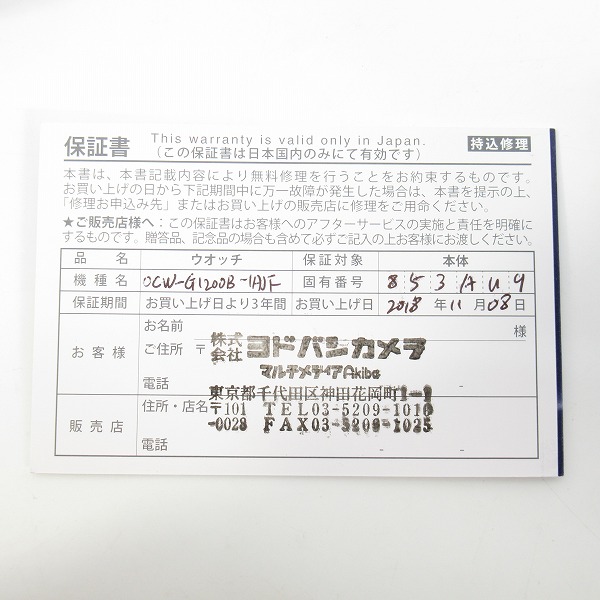 保証書 This warranty is valid only in Japan. 持込修理
(この保証書は日本国内のみにて有効です)
本書は、本書記載内容により無料修理を行うことをお約束するものです。
お買い上げの日から下記期間中に万一故障が発生した場合は、本書を提示の上、
「修理お申込み先」またはお買い上げの販売店に修理をご用命ください。
★ご販売店様へ：この保証書はお客様へのアフターサービスの実施と責任を明確に
するものです。贈答品、記念品の場合も含めて必ずご記入の上お客様にお渡しください。
品名 ウオッチ 保証対象 本体
機種名 OCW-G1200B-1AJF 固有番号 853AU9
保証期間 お買い上げ日より3年間 お買い上げ日 2018年11月08日
お客様 お名前 様
ご住所 〒
電話
株式会社 ヨドバシカメラ
マルチメディアAkiba
東京都千代田区神田花岡町1-1
販売店 住所・店名 〒101 TEL03-5209-1010
-0028 FAX03-5209-1025
電話